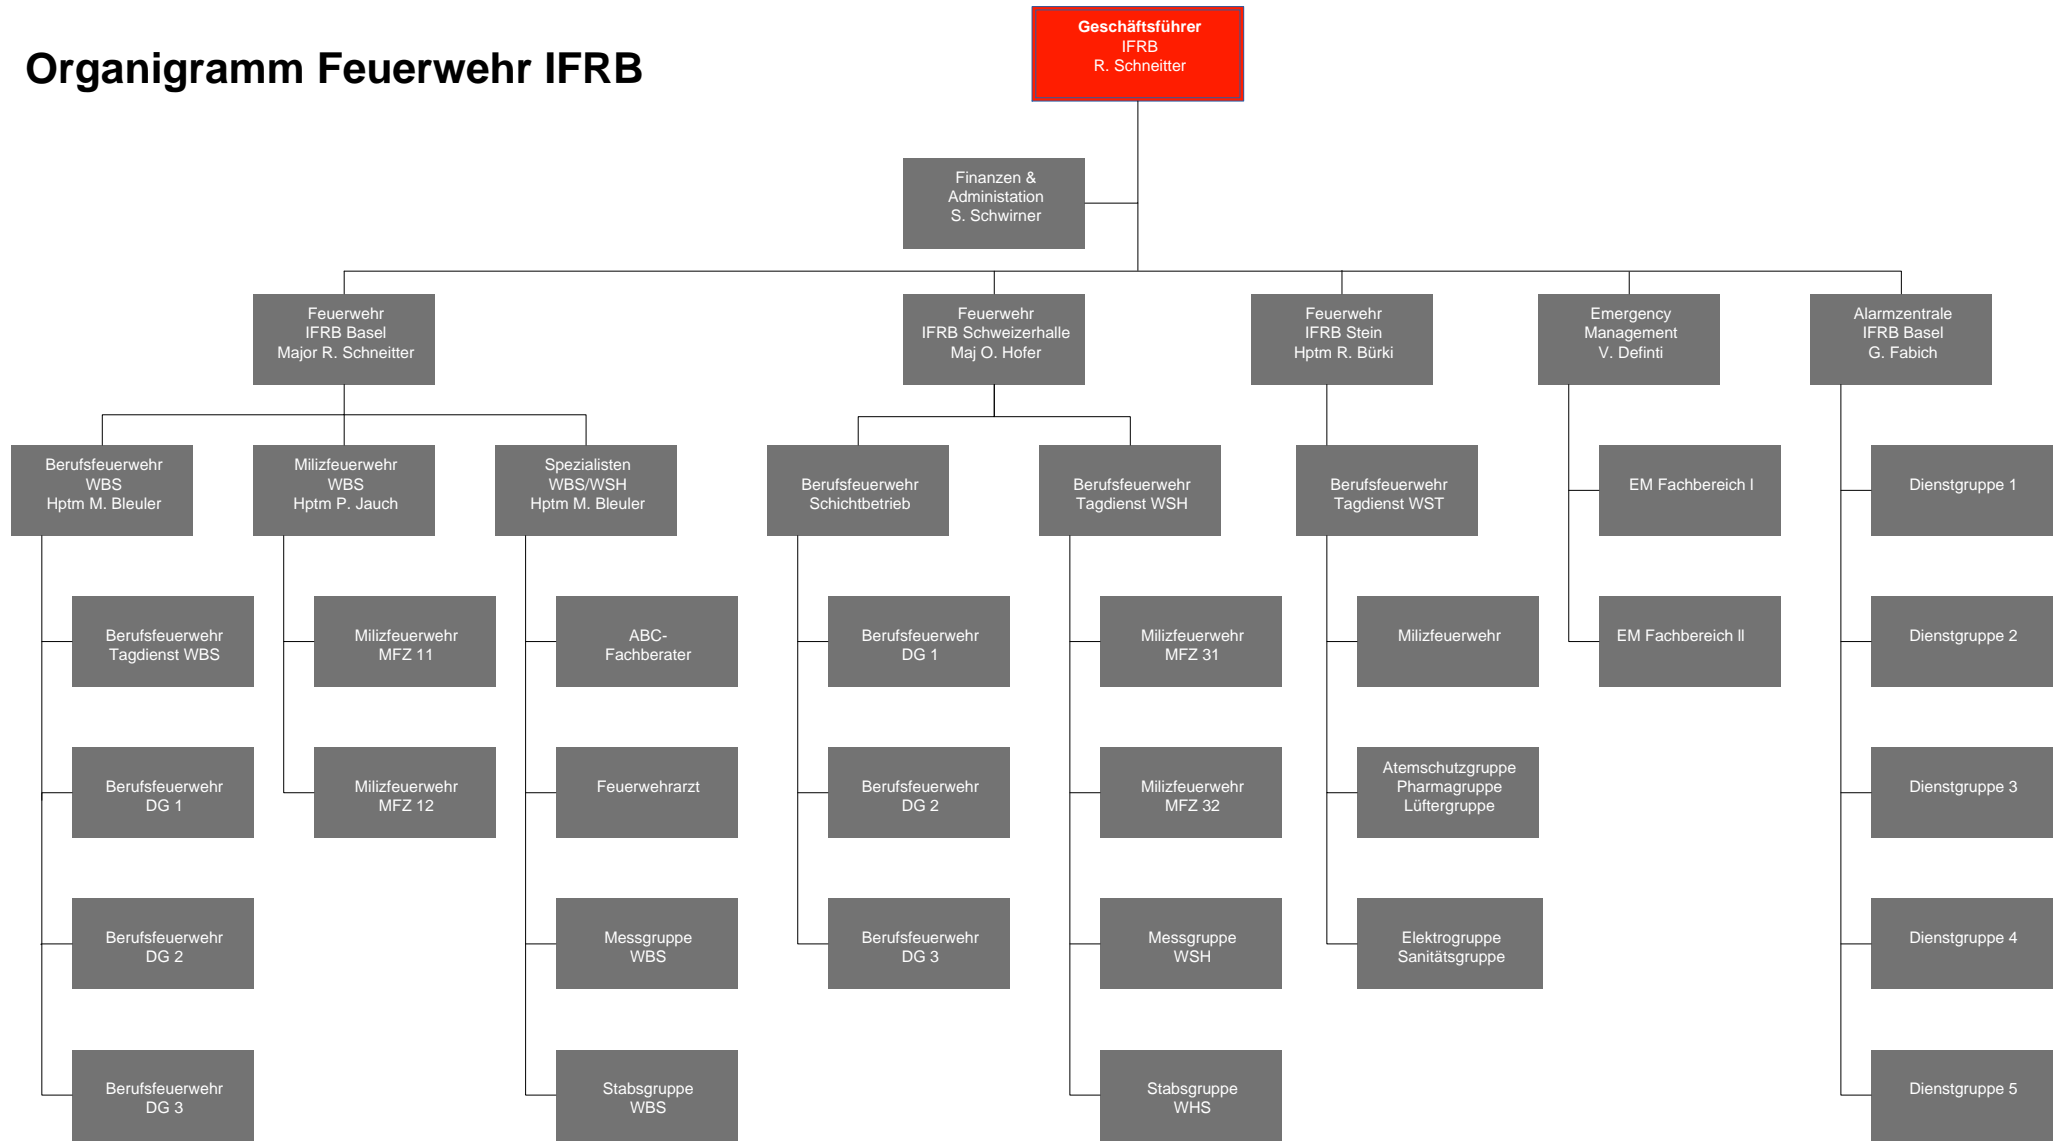 Geschäftsführer
IFRB
R. Schneitter
Organigramm Feuerwehr IFRB
Finanzen &
Administation
S. Schwirner
Feuerwehr
IFRB Basel
Major R. Schneitter
Feuerwehr
IFRB Schweizerhalle
Maj O. Hofer
Feuerwehr
IFRB Stein
Hptm R. Bürki
Emergency
Management
V. Definti
Alarmzentrale
IFRB Basel
G. Fabich
Berufsfeuerwehr
WBS
Hptm M. Bleuler
Milizfeuerwehr
WBS
Hptm P. Jauch
Spezialisten
WBS/WSH
Hptm M. Bleuler
Berufsfeuerwehr
Schichtbetrieb
Berufsfeuerwehr
Tagdienst WSH
Berufsfeuerwehr
Tagdienst WST
EM Fachbereich I
Dienstgruppe 1
Berufsfeuerwehr
Tagdienst WBS
Milizfeuerwehr
MFZ 11
ABC-
Fachberater
Berufsfeuerwehr
DG 1
Milizfeuerwehr
MFZ 31
Milizfeuerwehr
EM Fachbereich II
Dienstgruppe 2
Berufsfeuerwehr
DG 1
Milizfeuerwehr
MFZ 12
Feuerwehrarzt
Berufsfeuerwehr
DG 2
Milizfeuerwehr
MFZ 32
Atemschutzgruppe
Pharmagruppe
Lüftergruppe
Dienstgruppe 3
Berufsfeuerwehr
DG 2
Messgruppe
WBS
Berufsfeuerwehr
DG 3
Messgruppe
WSH
Elektrogruppe
Sanitätsgruppe
Dienstgruppe 4
Berufsfeuerwehr
DG 3
Stabsgruppe
WBS
Stabsgruppe
WHS
Dienstgruppe 5